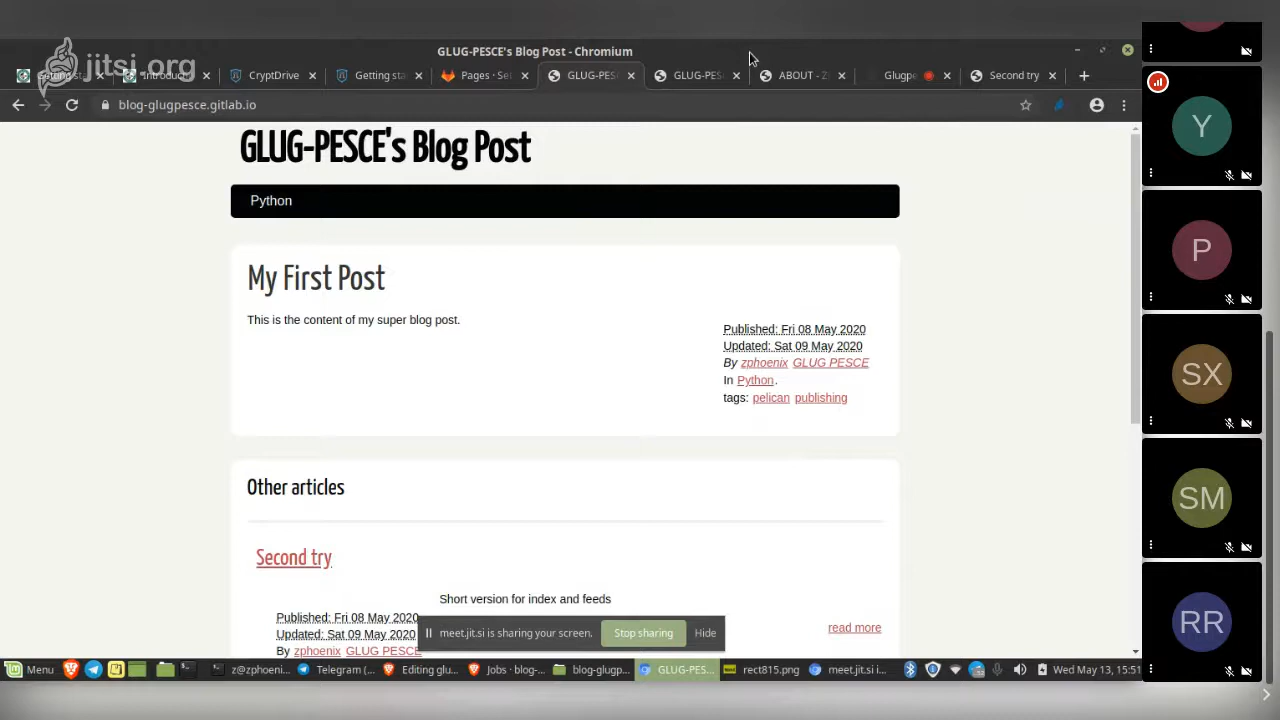 jitsi.org
GLUG-PESCE's Blog Post - Chromium
Getting sta
Introdu
CryptDrive
Getting sta
Pages · Se
GLUG-PES
GLUG-PES
ABOUT - Z
Glugpe
Second try
blog-glugpesce.gitlab.io
GLUG-PESCE's Blog Post
Python
My First Post
This is the content of my super blog post.
Published: Fri 08 May 2020
Updated: Sat 09 May 2020
By zphoenix GLUG PESCE
In Python.
tags: pelican publishing
Other articles
Second try
Short version for index and feeds
Published: Fri 08 May 2020
Updated: Sat 09 May 2020
By zphoenix GLUG PESCE
read more
meet.jit.si is sharing your screen. Stop sharing Hide
Y
P
SX
SM
RR
Menu
z@zphoeni...
Telegram (...
Editing glu...
Jobs · blog-...
blog-glugp...
GLUG-PES...
rect815.png
meet.jit.si i...
Wed May 13, 15:51